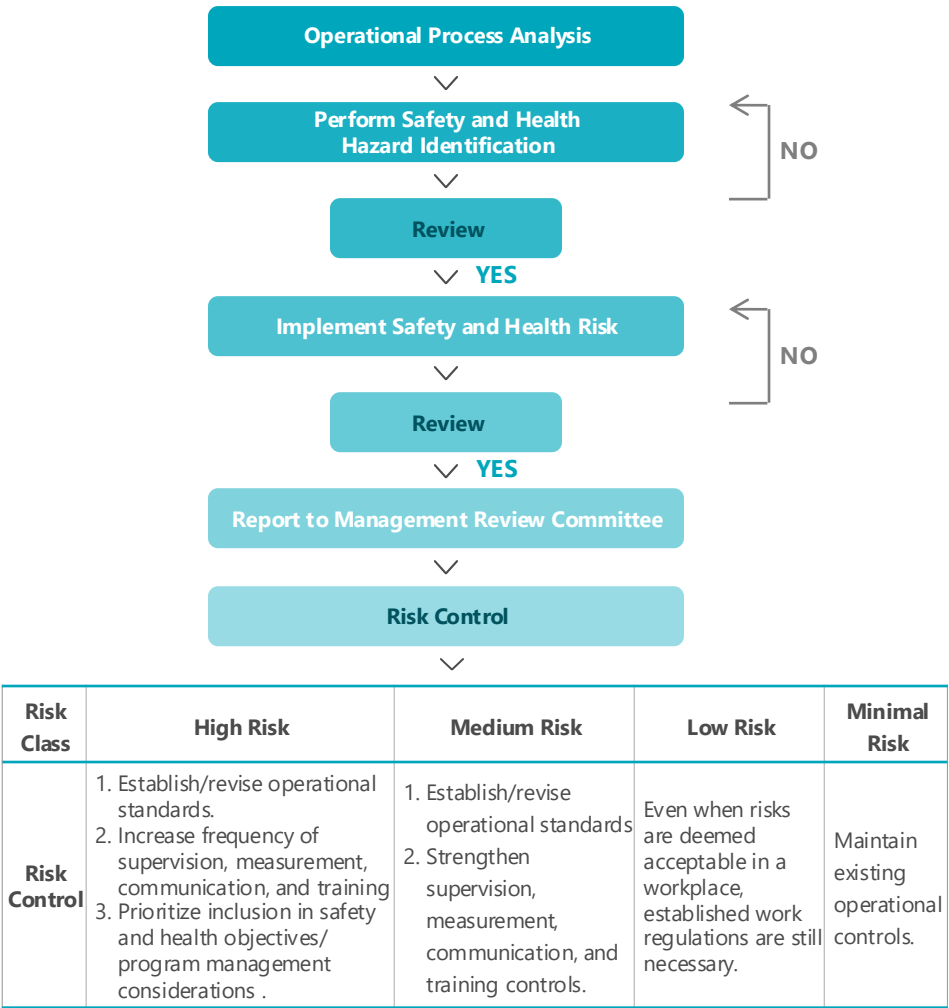 Operational Process Analysis
Perform Safety and Health
Hazard Identification
NO
Review
YES
Implement Safety and Health Risk
NO
Review
YES
Report to Management Review Committee
Risk Control
Risk
Class
High Risk
Medium Risk
Low Risk
Minimal
Risk
Risk
Control
1. Establish/revise operational
standards.
2. Increase frequency of
supervision, measurement,
communication, and training
3. Prioritize inclusion in safety
and health objectives/
program management
considerations .
1. Establish/revise
operational standards
2. Strengthen
supervision,
measurement,
communication, and
training controls.
Even when risks
are deemed
acceptable in a
workplace,
established work
regulations are still
necessary.
Maintain
existing
operational
controls.